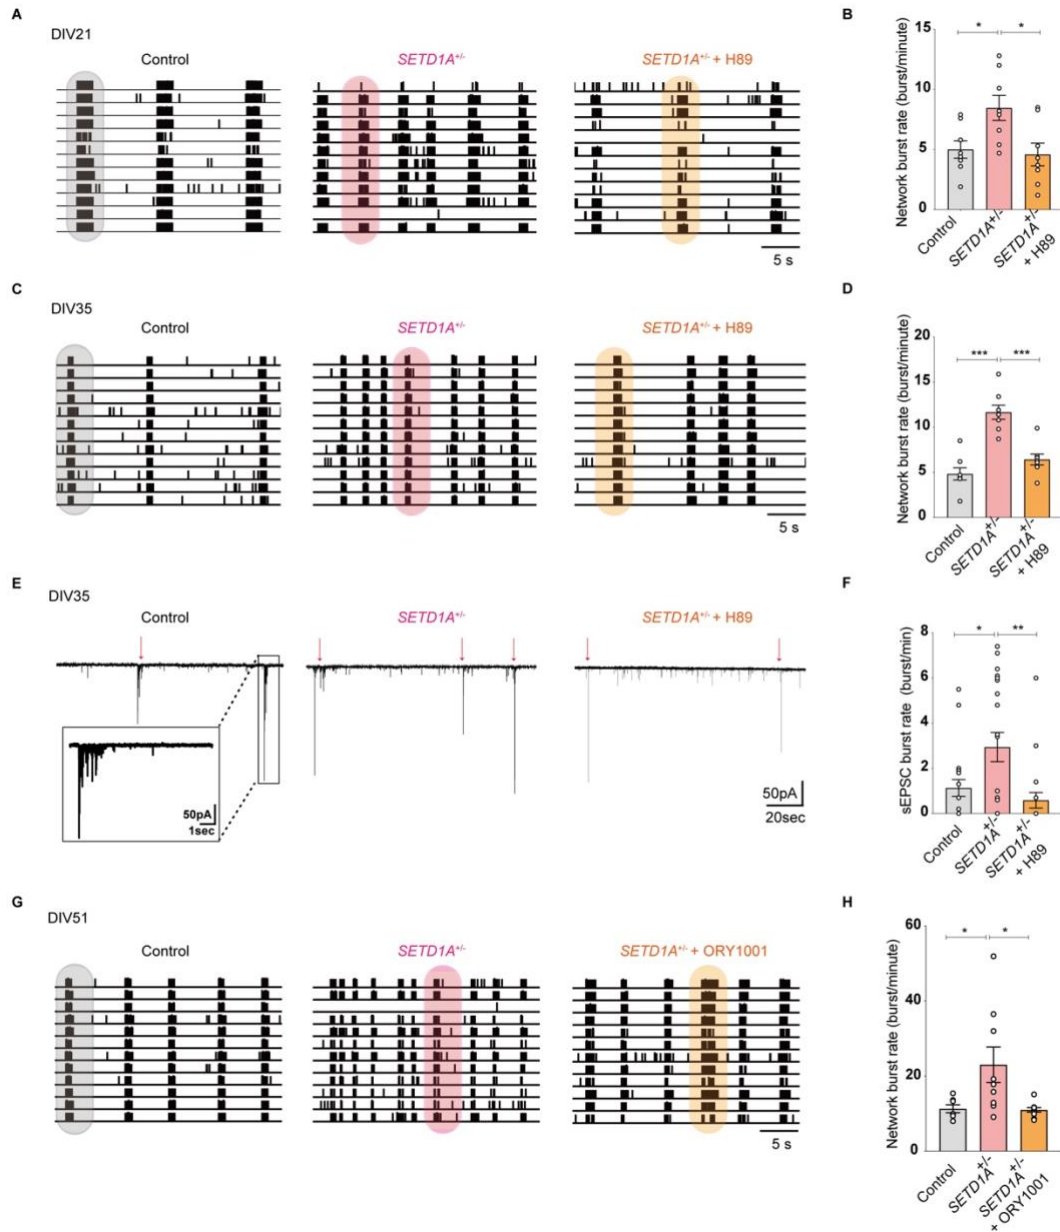 A
DIV21
Control
SETD1A+/-
SETD1A+/- + H89
5 s
B
Network burst rate (burst/minute)
15
10
5
0
*
*
Control
SETD1A+/-
SETD1A+/- + H89
C
DIV35
Control
SETD1A+/-
SETD1A+/- + H89
5 s
D
Network burst rate (burst/minute)
20
15
10
5
0
***
***
Control
SETD1A+/-
SETD1A+/- + H89
E
DIV35
Control
SETD1A+/-
SETD1A+/- + H89
50pA
1sec
50pA
20sec
F
sEPSC burst rate (burst/min)
8
6
4
2
0
*
**
Control
SETD1A+/-
SETD1A+/- + H89
G
DIV51
Control
SETD1A+/-
SETD1A+/- + ORY1001
5 s
H
Network burst rate (burst/minute)
60
40
20
0
*
*
Control
SETD1A+/-
SETD1A+/- + ORY1001